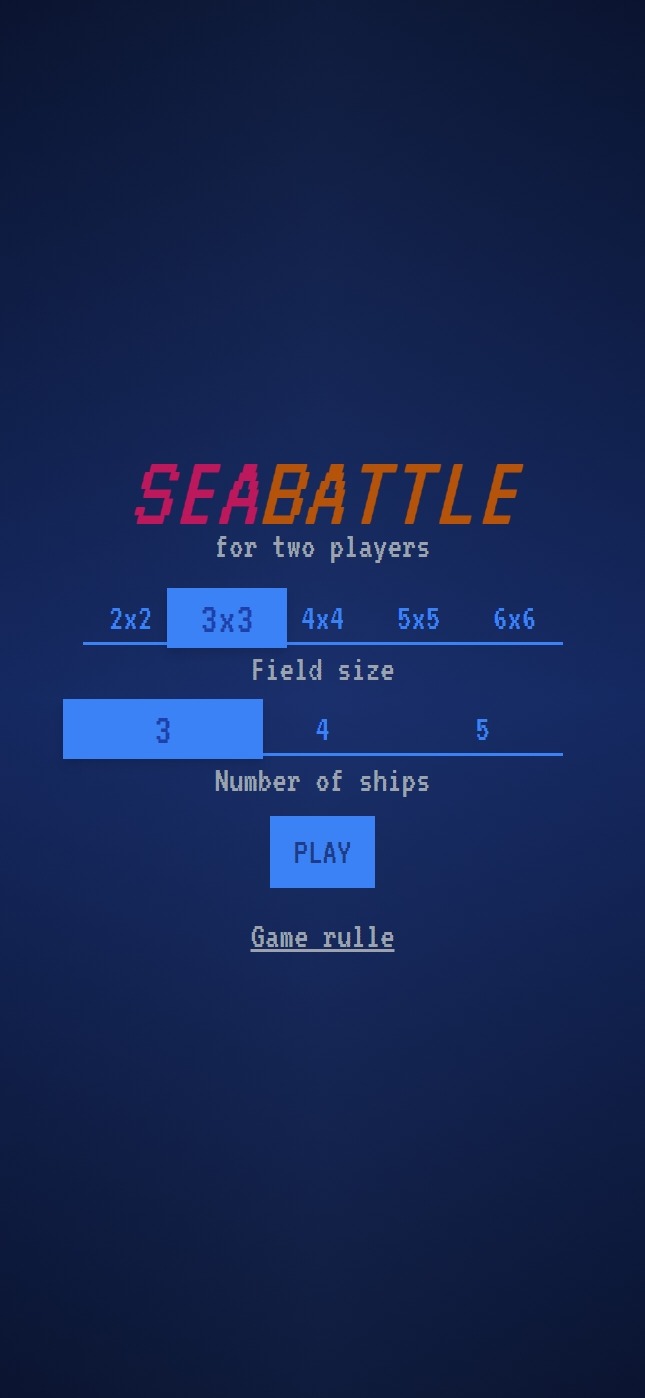 SEABATTLE
for two players
2x2 3x3 4x4 5x5 6x6
Field size
3 4 5
Number of ships
PLAY
Game rulle